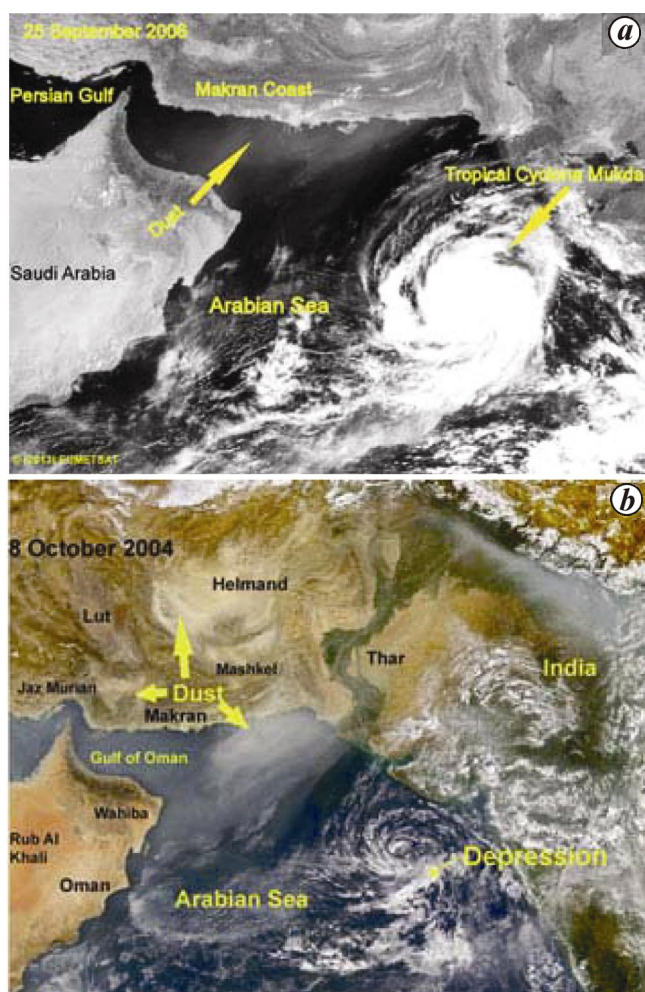 25 September 2006
a
Persian Gulf
Makran Coast
Tropical Cyclone Mukda
Dust
Saudi Arabia
Arabian Sea
EUMETSAT
b
8 October 2004
Helmand
Lut
Thar
India
Mashkel
Jaz Murian
Dust
Makran
Gulf of Oman
Wahiba
Rub Al
Khali
Depression
Oman
Arabian Sea